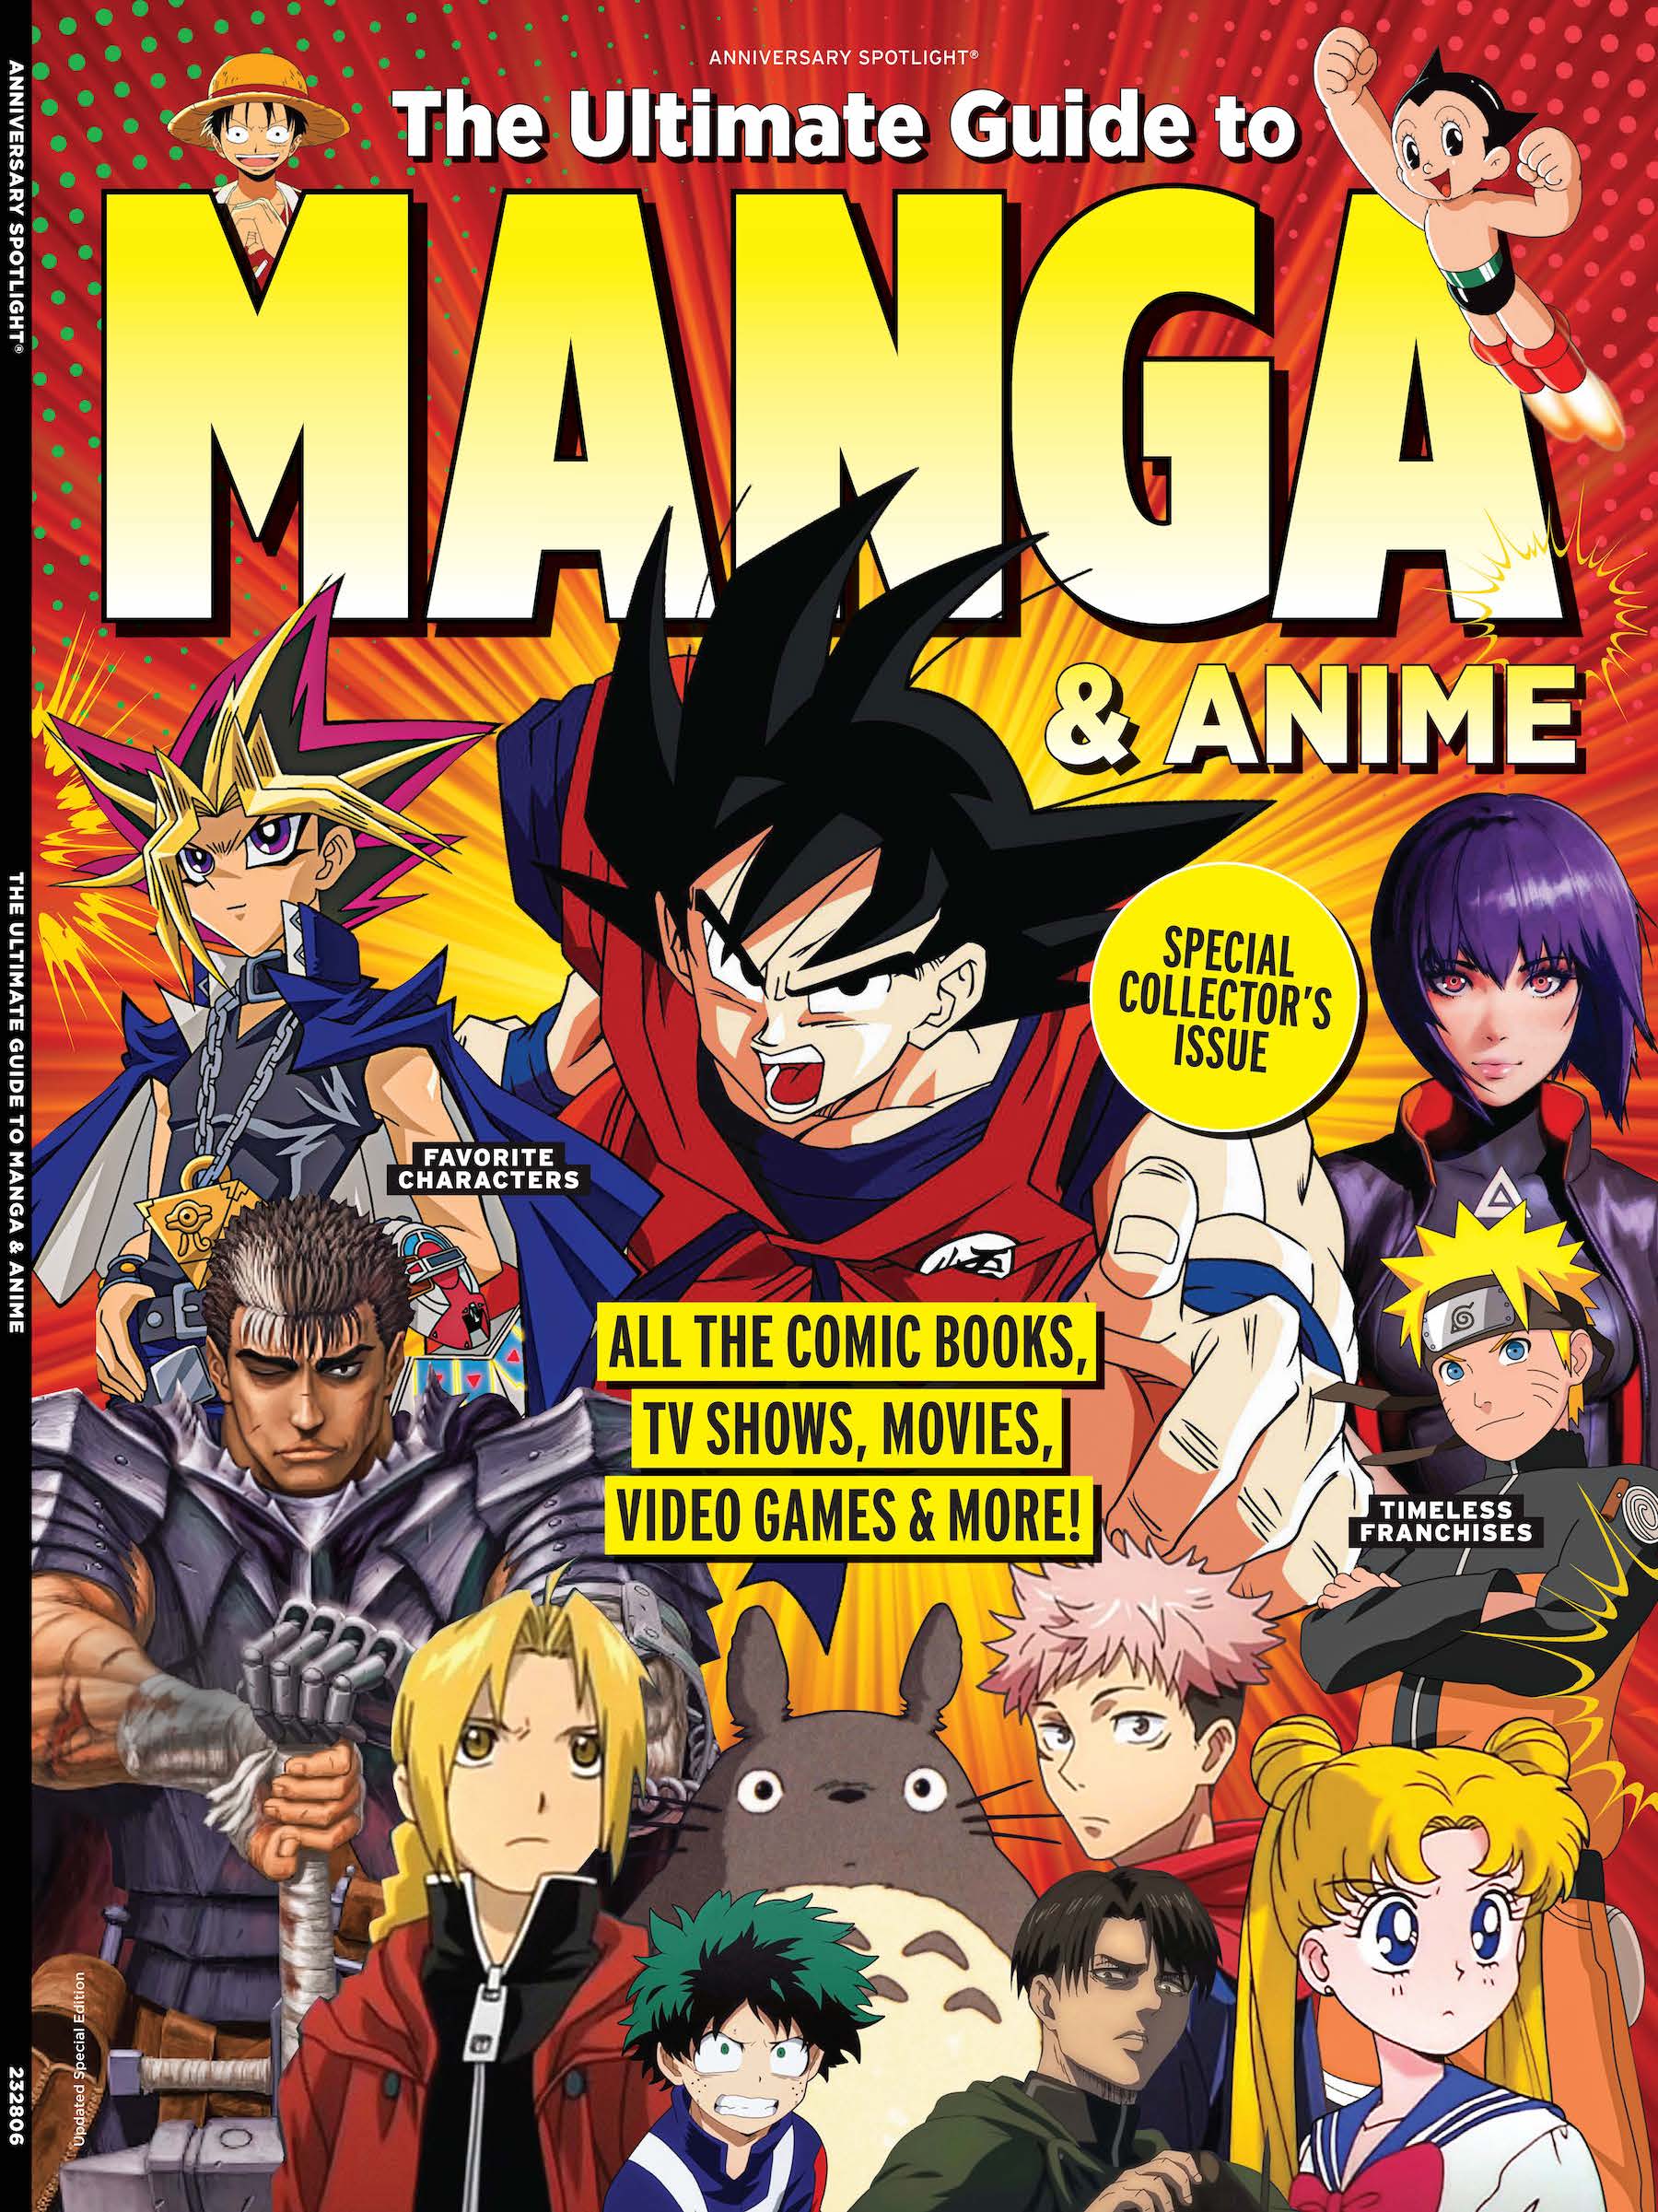 ANNIVERSARY SPOTLIGHT®
The Ultimate Guide to
MANGA
& ANIME
SPECIAL
COLLECTOR'S
ISSUE
FAVORITE
CHARACTERS
ALL THE COMIC BOOKS,
TV SHOWS, MOVIES,
VIDEO GAMES & MORE!
TIMELESS
FRANCHISES
Updated Special Edition
ANNIVERSARY SPOTLIGHT®
THE ULTIMATE GUIDE TO MANGA & ANIME
232806